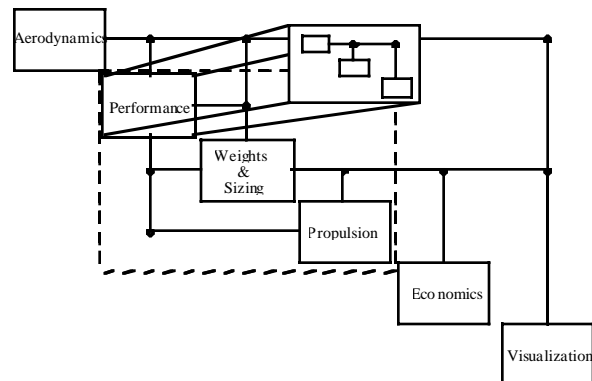 Aerodynamics
Performance
Weights
&
Sizing
Propulsion
Economics
Visualization